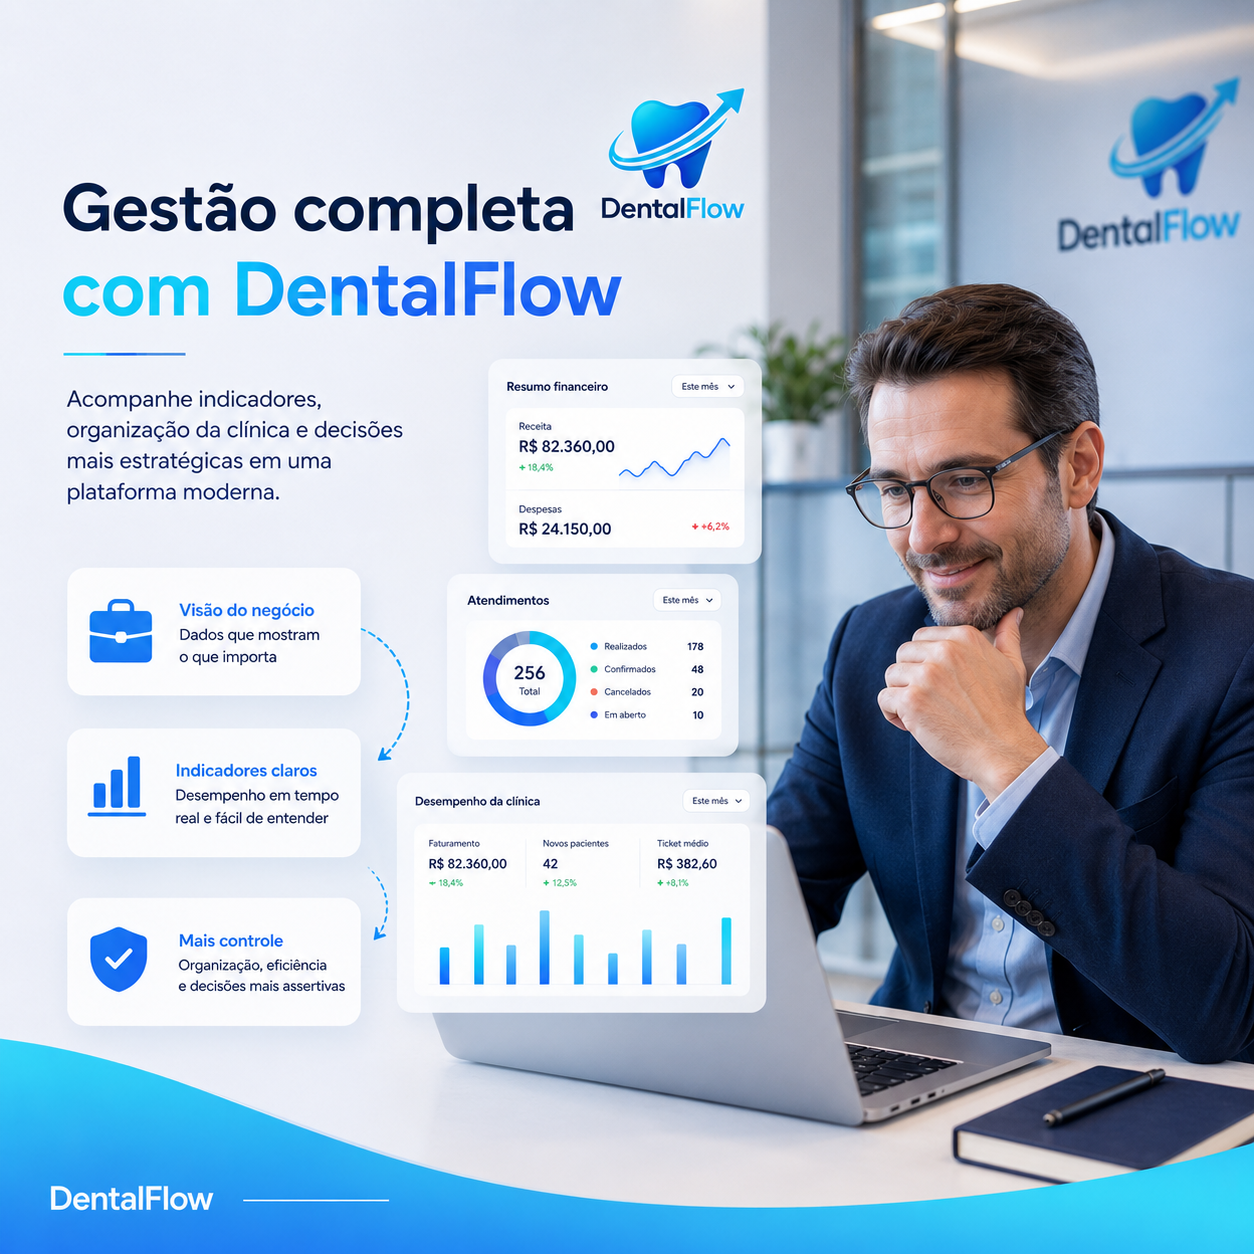 DentalFlow
DentalFlow
Gestão completa
com DentalFlow
Acompanhe indicadores,
organização da clínica e decisões
mais estratégicas em uma
plataforma moderna.
Visão do negócio
Dados que mostram
o que importa
Indicadores claros
Desempenho em tempo
real e fácil de entender
Mais controle
Organização, eficiência
e decisões mais assertivas
Resumo financeiro
Este mês
Receita
R$ 82.360,00
+ 18,4%
Despesas
R$ 24.150,00
+ +6,2%
Atendimentos
Este mês
256
Total
Realizados 178
Confirmados 48
Cancelados 20
Em aberto 10
Desempenho da clínica
Este mês
Faturamento
R$ 82.360,00
+ 18,4%
Novos pacientes
42
+ 12,5%
Ticket médio
R$ 382,60
+ +8,1%
DentalFlow